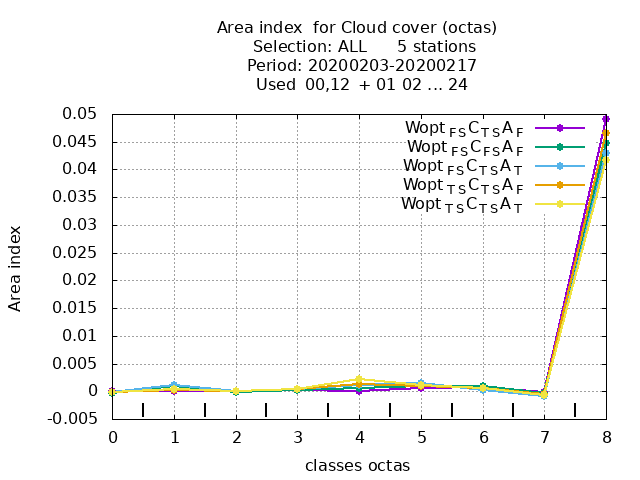 Area index  for Cloud cover (octas)
Selection: ALL      5 stations
Period: 20200203-20200217
Used  00,12  + 01 02 ... 24
0.05
0.045
0.04
0.035
0.03
0.025
0.02
0.015
0.01
0.005
0
-0.005
Area index
Wopt FS C TS A F
Wopt FS C FS A F
Wopt FS C TS A T
Wopt TS C TS A F
Wopt TS C TS A T
0 1 2 3 4 5 6 7 8
classes octas